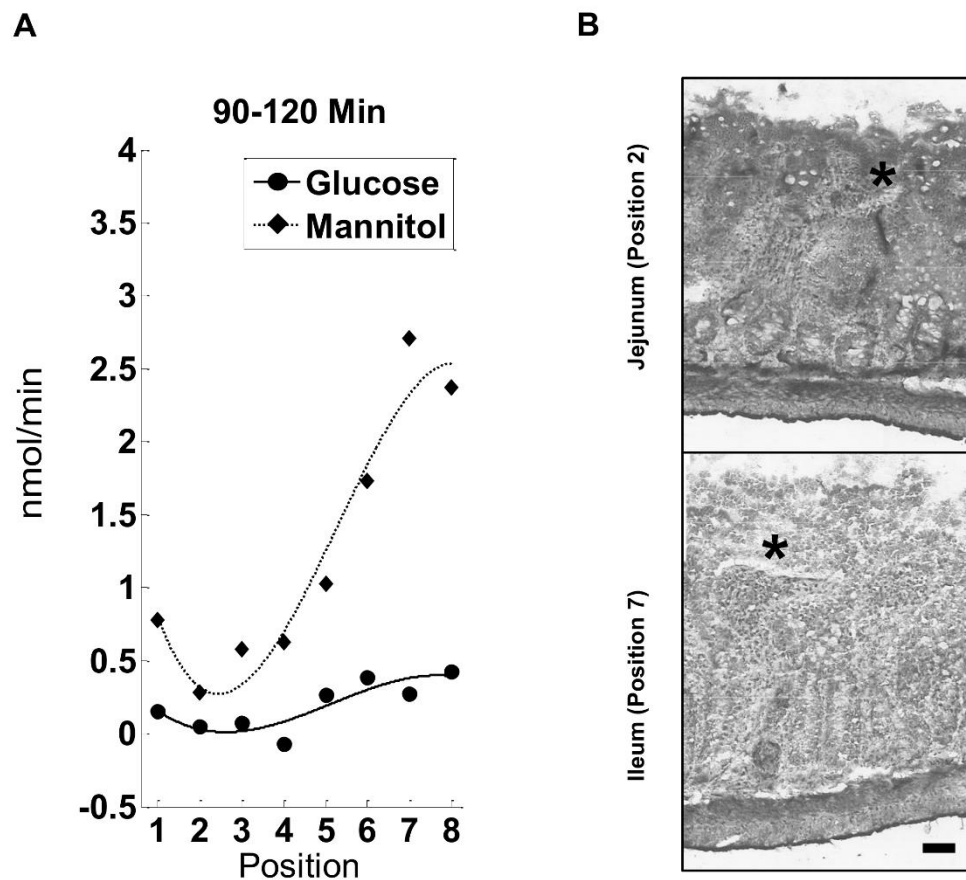 A
B
90-120 Min
4
3.5
3
2.5
2
1.5
1
0.5
0
-0.5
nmol/min
Glucose
Mannitol
1 2 3 4 5 6 7 8
Position
Jejunum (Position 2)
*
Ileum (Position 7)
*